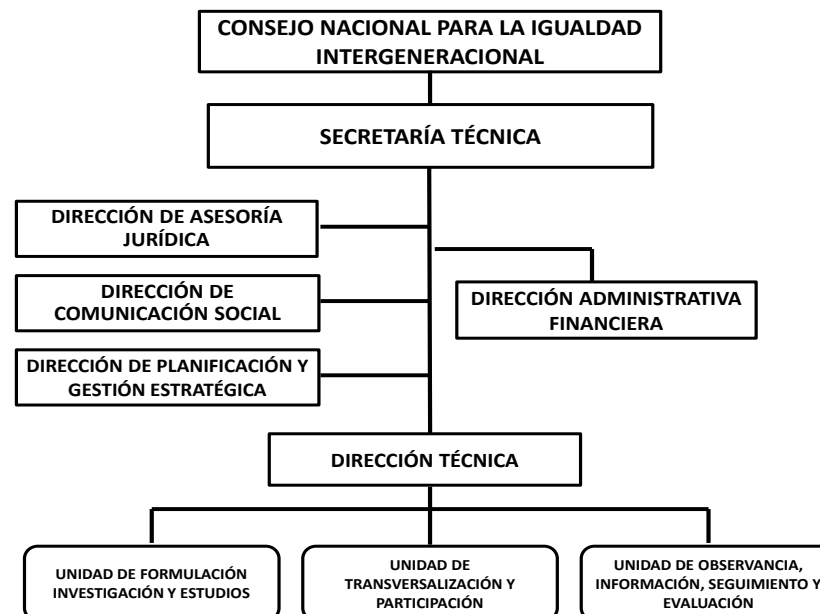 CONSEJO NACIONAL PARA LA IGUALDAD
INTERGENERACIONAL
SECRETARÍA TÉCNICA
DIRECCIÓN DE ASESORÍA
JURÍDICA
DIRECCIÓN DE
COMUNICACIÓN SOCIAL
DIRECCIÓN ADMINISTRATIVA
FINANCIERA
DIRECCIÓN DE PLANIFICACIÓN Y
GESTIÓN ESTRATÉGICA
DIRECCIÓN TÉCNICA
UNIDAD DE FORMULACIÓN
INVESTIGACIÓN Y ESTUDIOS
UNIDAD DE
TRANSVERSALIZACIÓN Y
PARTICIPACIÓN
UNIDAD DE OBSERVANCIA,
INFORMACIÓN, SEGUIMIENTO Y
EVALUACIÓN